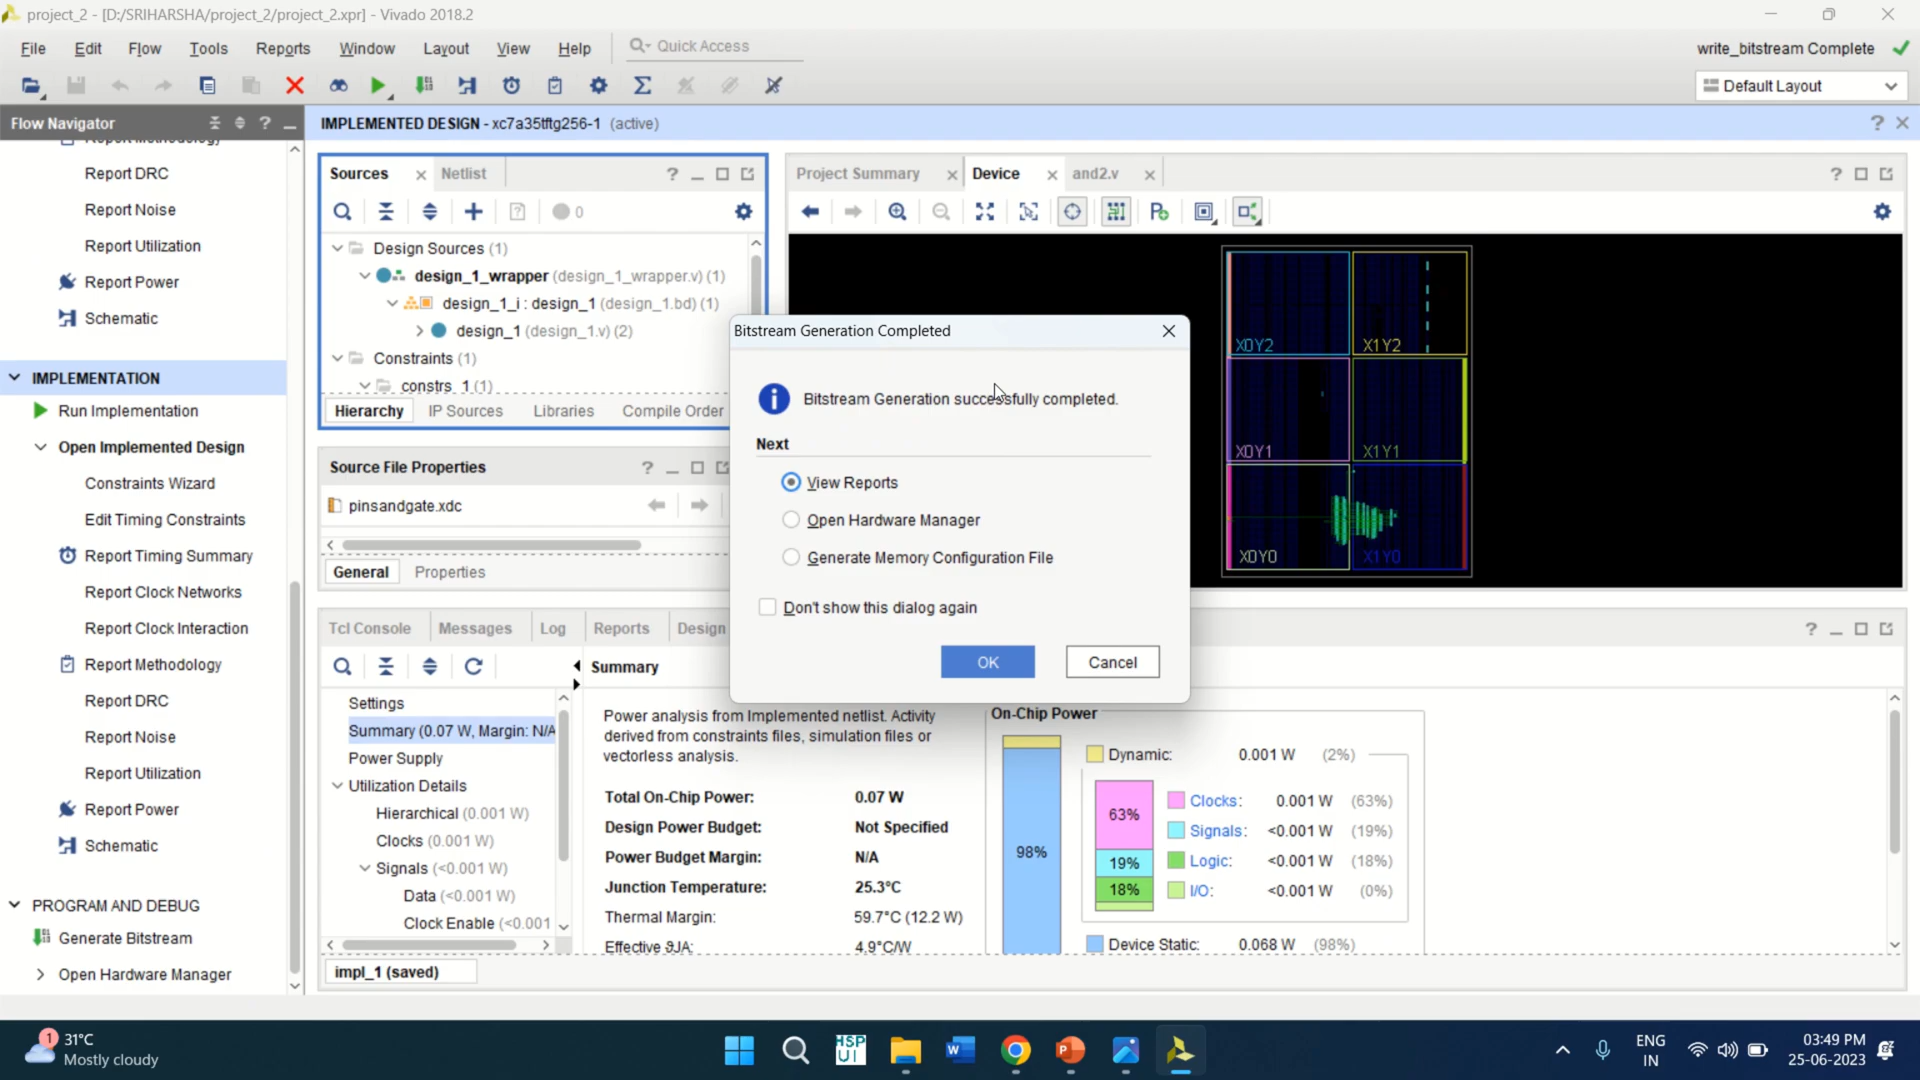 project_2 - [D:/SRIHARSHA/project_2/project_2.xpr] - Vivado 2018.2
File Edit Flow Tools Reports Window Layout View Help Quick Access
write_bitstream Complete
Default Layout
Flow Navigator
IMPLEMENTED DESIGN - xc7a35tftg256-1 (active)
Report Methodology
Report DRC
Report Noise
Report Utilization
Report Power
Schematic
IMPLEMENTATION
Run Implementation
Open Implemented Design
Constraints Wizard
Edit Timing Constraints
Report Timing Summary
Report Clock Networks
Report Clock Interaction
Report Methodology
Report DRC
Report Noise
Report Utilization
Report Power
Schematic
PROGRAM AND DEBUG
Generate Bitstream
Open Hardware Manager
Sources Netlist
0
Design Sources (1)
design_1_wrapper (design_1_wrapper.v) (1)
design_1_i : design_1 (design_1.bd) (1)
design_1 (design_1.v) (2)
Constraints (1)
constrs_1 (1)
Hierarchy IP Sources Libraries Compile Order
Source File Properties
pinsandgate.xdc
General Properties
Project Summary Device and2.v
X0Y2 X1Y2
X0Y1 X1Y1
X0Y0 X1Y0
Bitstream Generation Completed
Bitstream Generation successfully completed.
Next
View Reports
Open Hardware Manager
Generate Memory Configuration File
Don't show this dialog again
OK Cancel
Tcl Console Messages Log Reports Design
Summary
Settings
Summary (0.07 W, Margin: N/A
Power Supply
Utilization Details
Hierarchical (0.001 W)
Clocks (0.001 W)
Signals (<0.001 W)
Data (<0.001 W)
Clock Enable (<0.001
impl_1 (saved)
Power analysis from Implemented netlist. Activity
derived from constraints files, simulation files or
vectorless analysis.
Total On-Chip Power: 0.07 W
Design Power Budget: Not Specified
Power Budget Margin: N/A
Junction Temperature: 25.3°C
Thermal Margin: 59.7°C (12.2 W)
Effective ϑJA: 4.9°C/W
On-Chip Power
98%
Dynamic: 0.001 W (2%)
63%
19%
18%
Clocks: 0.001 W (63%)
Signals: <0.001 W (19%)
Logic: <0.001 W (18%)
I/O: <0.001 W (0%)
Device Static: 0.068 W (98%)
1
31°C
Mostly cloudy
HSP
UI
ENG
IN
03:49 PM
25-06-2023